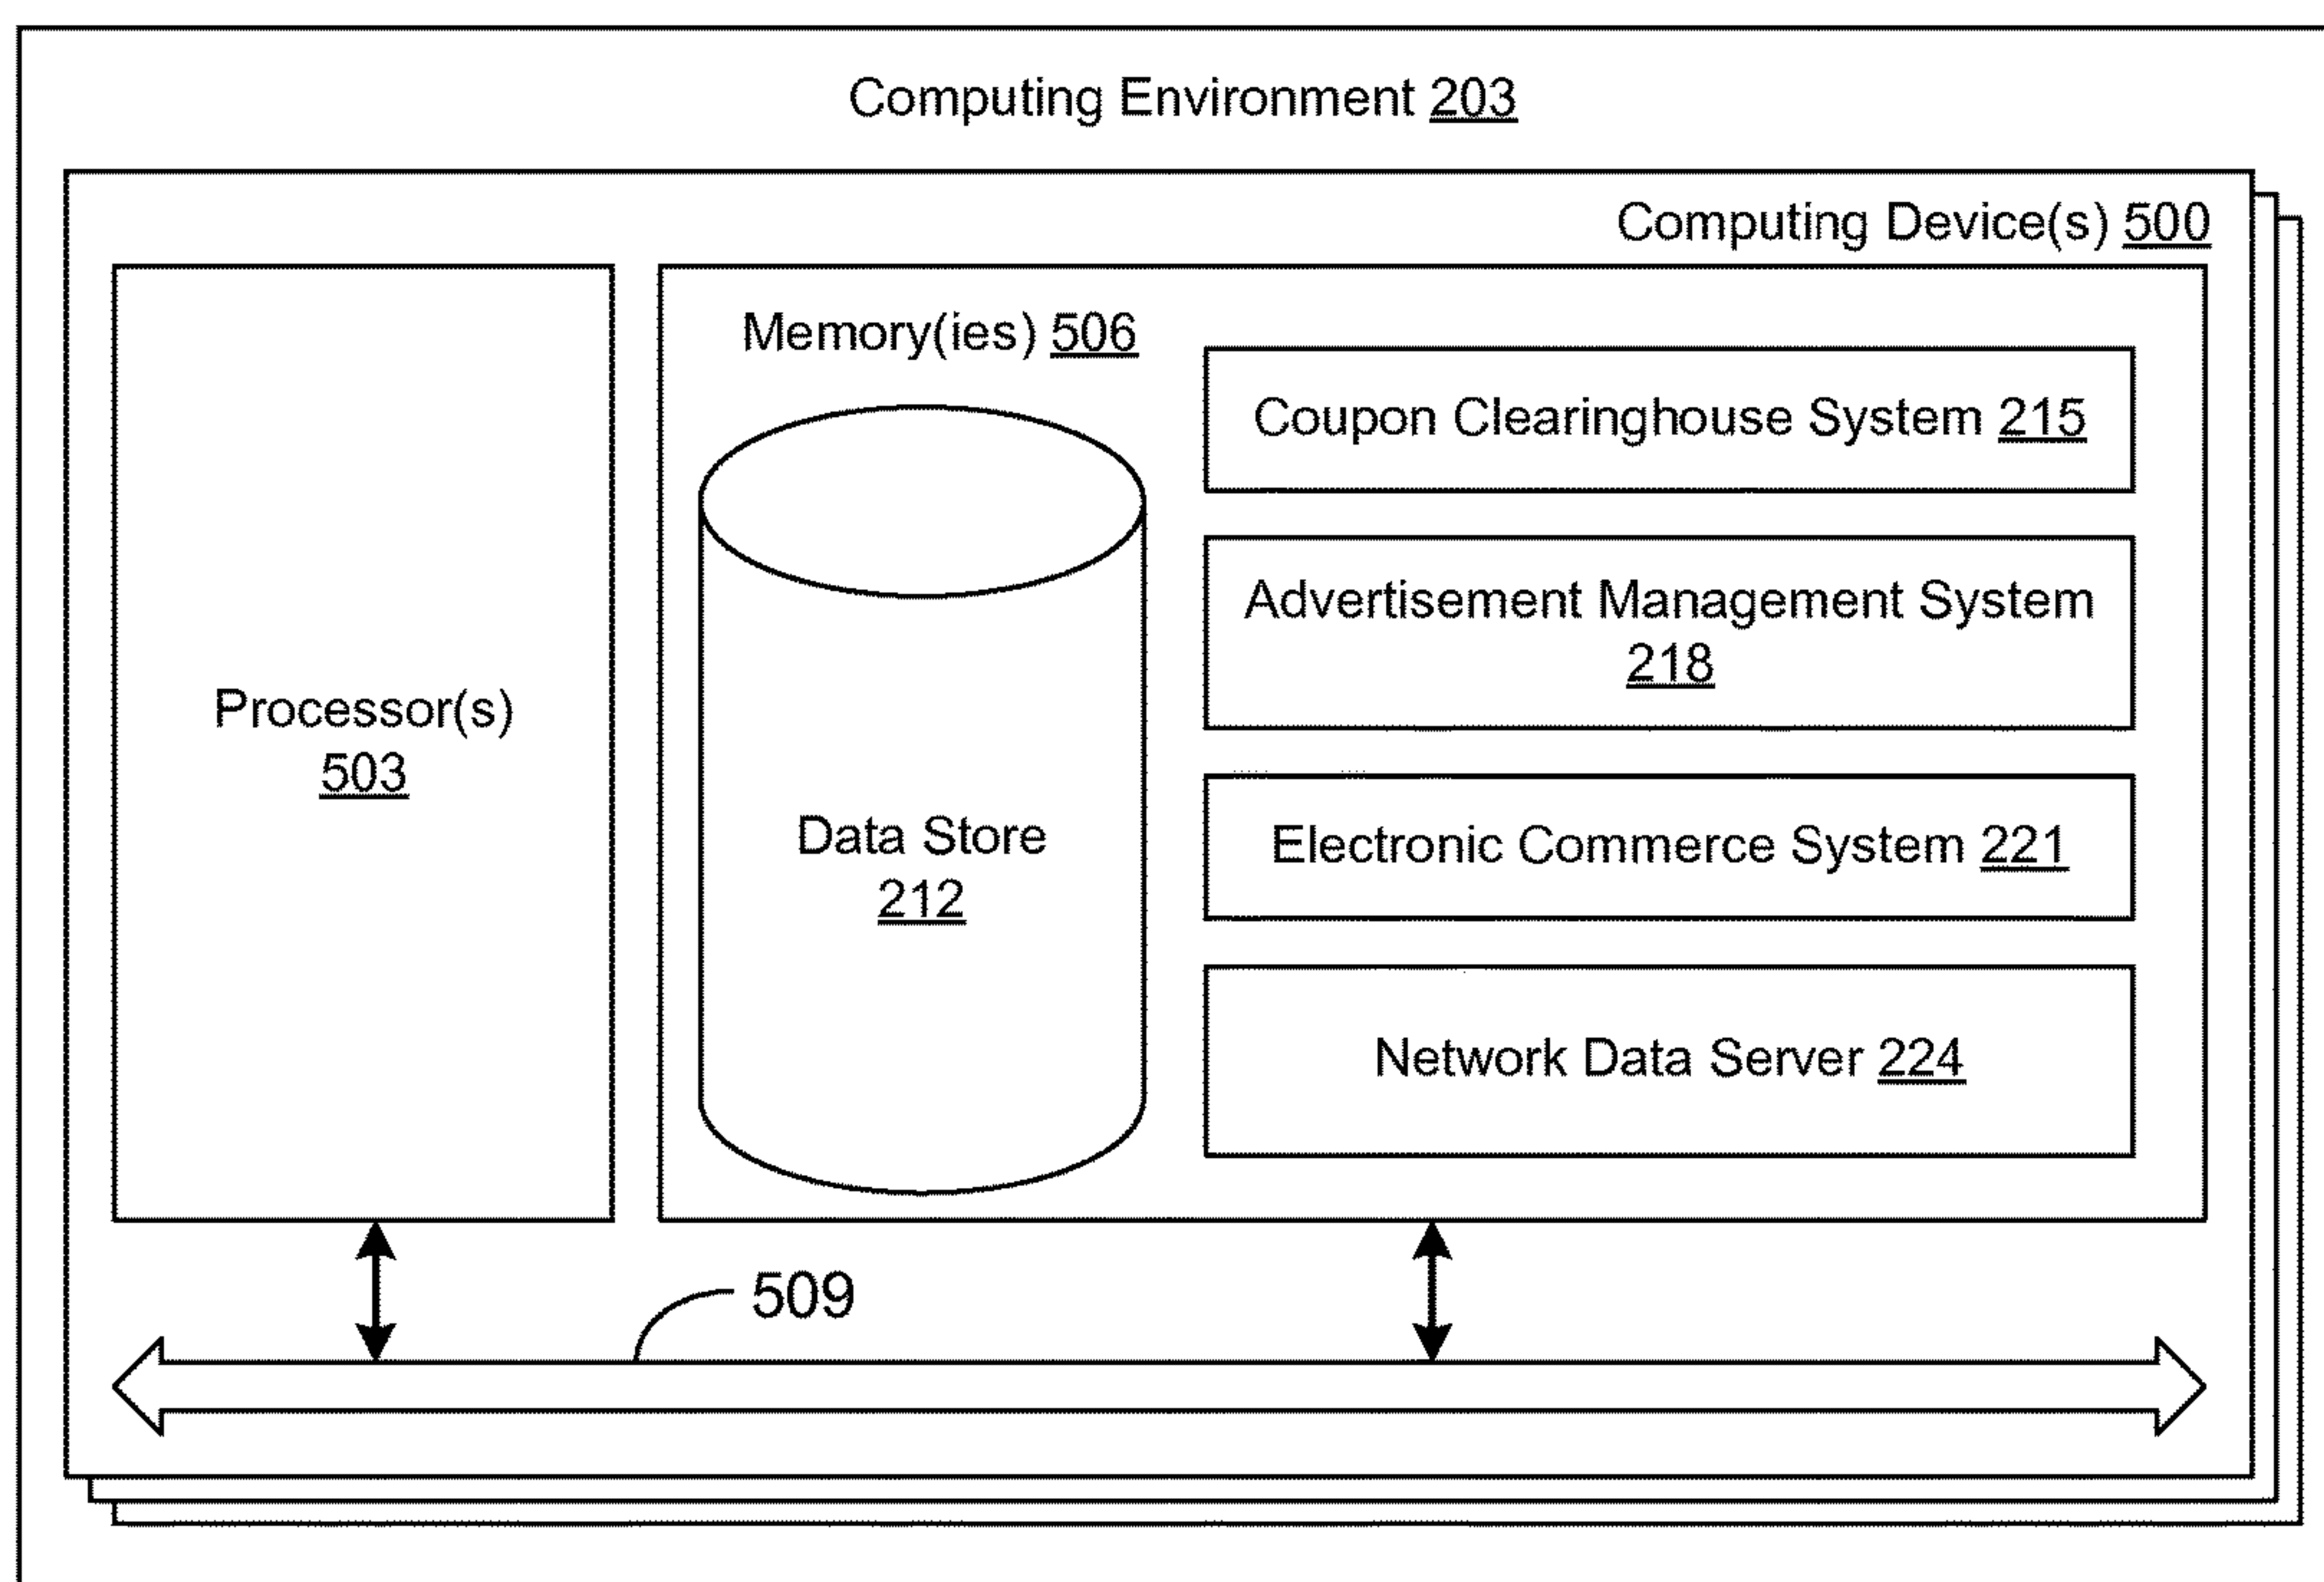 Computing Environment 203
Computing Device(s) 500
Processor(s)
503
Memory(ies) 506
Data Store
212
Coupon Clearinghouse System 215
Advertisement Management System
218
Electronic Commerce System 221
Network Data Server 224
509